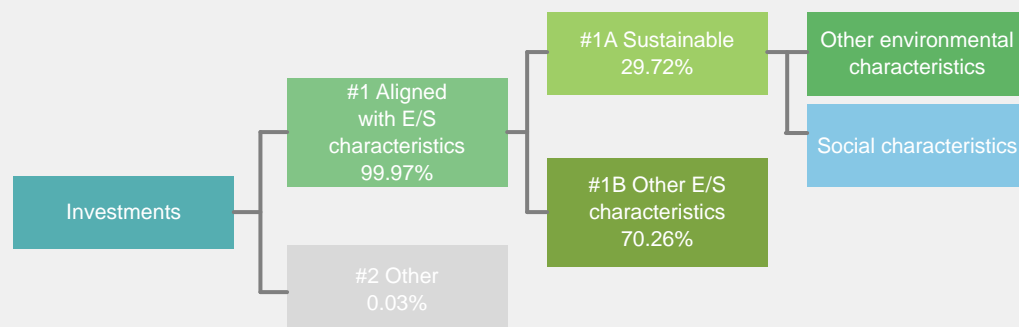 Investments
#1 Aligned
with E/S
characteristics
99.97%
#2 Other
0.03%
#1A Sustainable
29.72%
#1B Other E/S
characteristics
70.26%
Other environmental
characteristics
Social characteristics